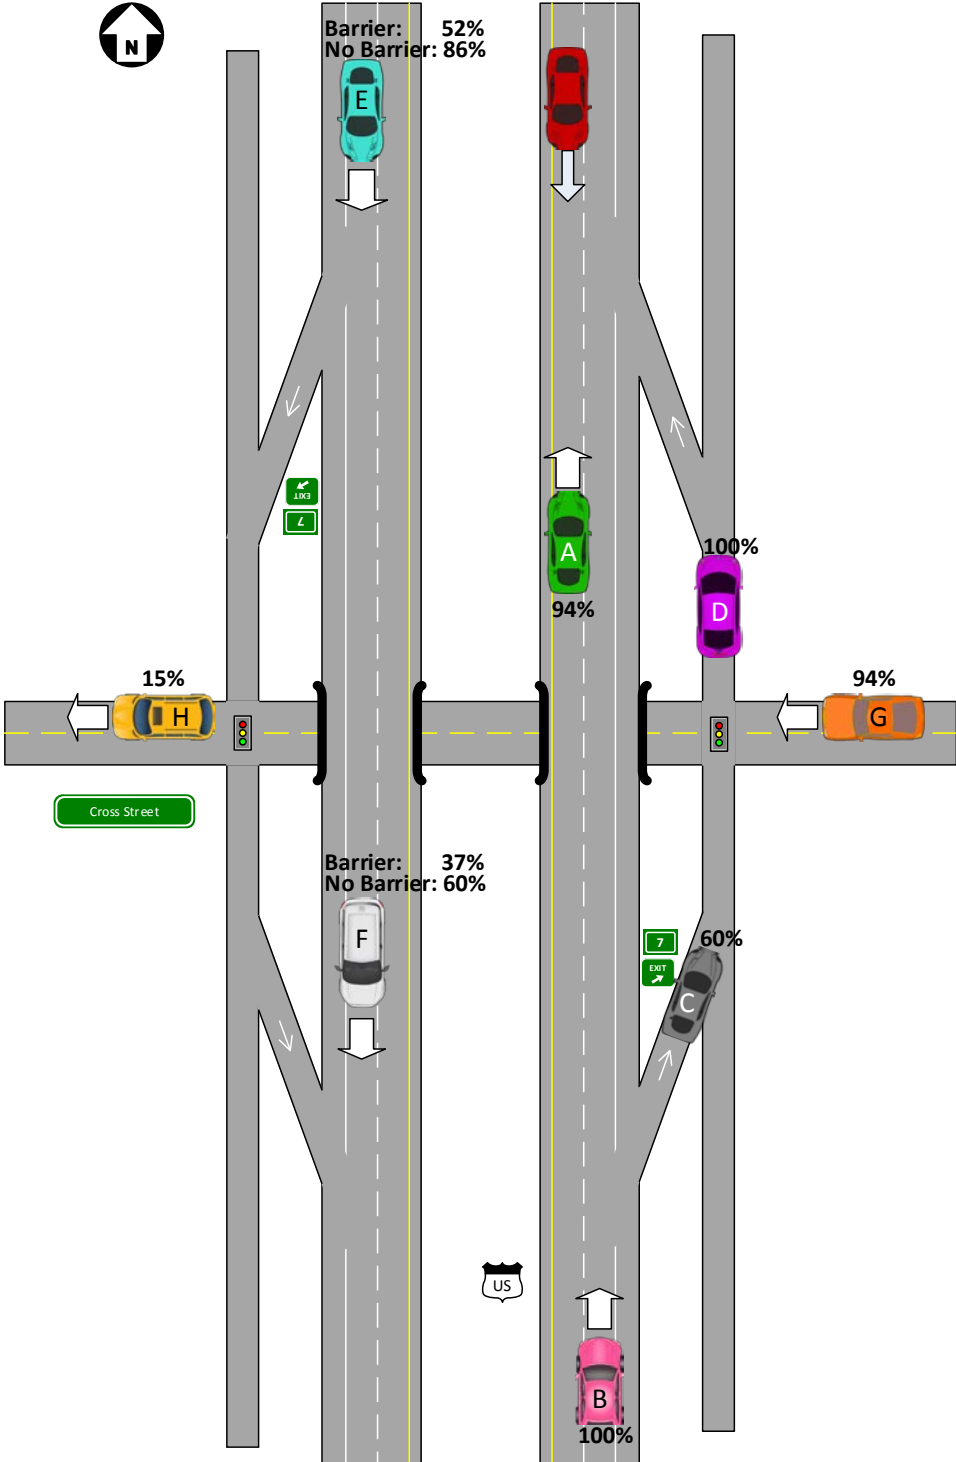 N
Barrier: 52%
No Barrier: 86%
E
EXIT
7
A
94%
100%
D
15%
H
94%
G
Cross Street
Barrier: 37%
No Barrier: 60%
F
7
EXIT
60%
C
US
B
100%